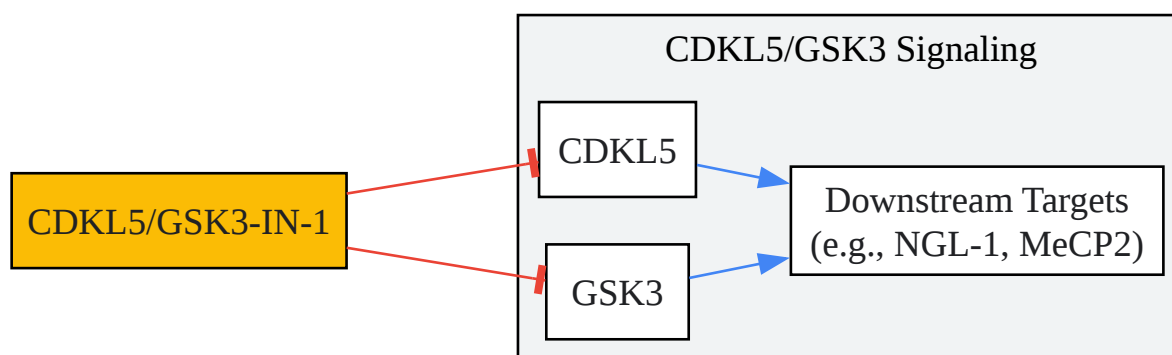 CDKL5/GSK3 Signaling
CDKL5
CDKL5/GSK3-IN-1
Downstream Targets
(e.g., NGL-1, MeCP2)
GSK3